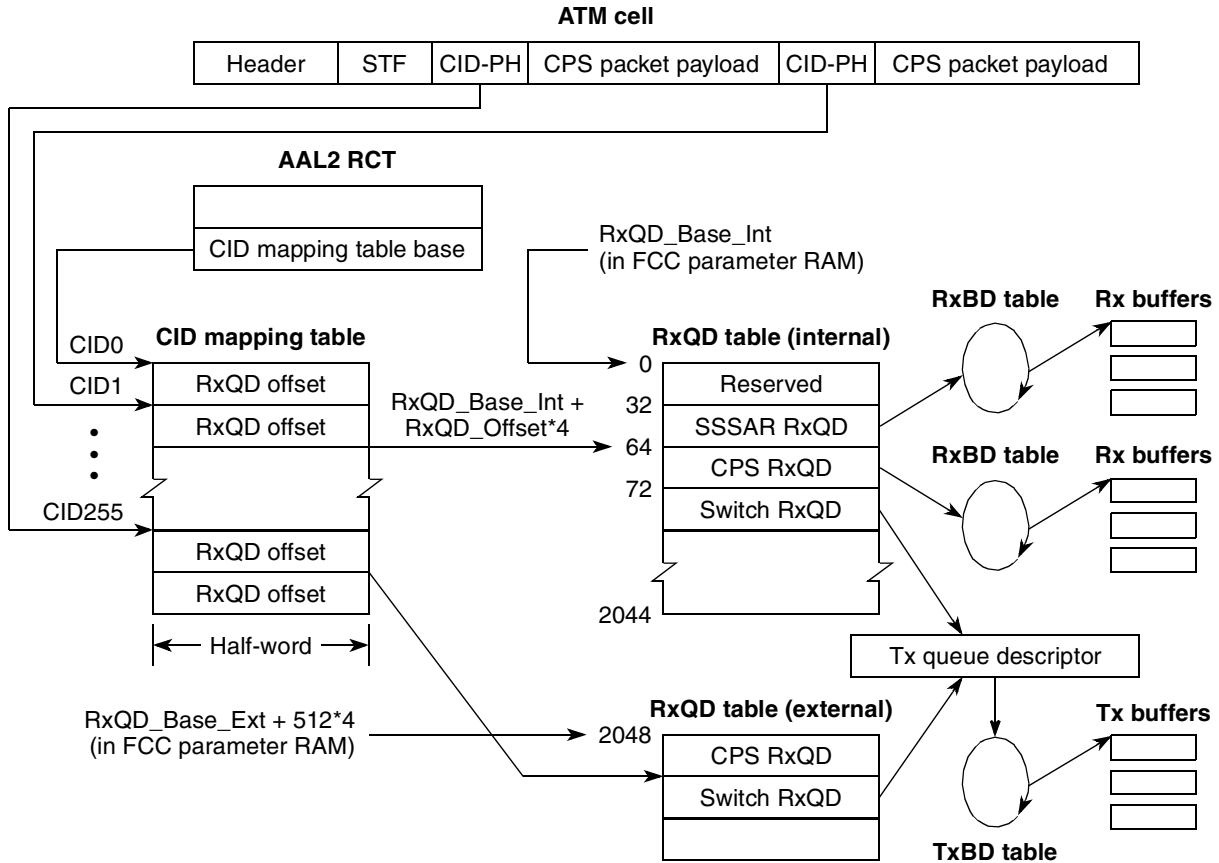 ATM cell
Header
STF
CID-PH
CPS packet payload
CID-PH
CPS packet payload
AAL2 RCT
CID mapping table base
RxQD_Base_Int
(in FCC parameter RAM)
RxBD table
Rx buffers
CID0
CID mapping table
RxQD table (internal)
0
RxQD offset
Reserved
CID1
32
RxQD offset
RxQD_Base_Int +
RxQD_Offset*4
SSSAR RxQD
64
RxBD table
Rx buffers
CPS RxQD
72
CID255
Switch RxQD
RxQD offset
RxQD offset
2044
Half-word
Tx queue descriptor
RxQD_Base_Ext + 512*4
(in FCC parameter RAM)
RxQD table (external)
Tx buffers
2048
CPS RxQD
Switch RxQD
TxBD table